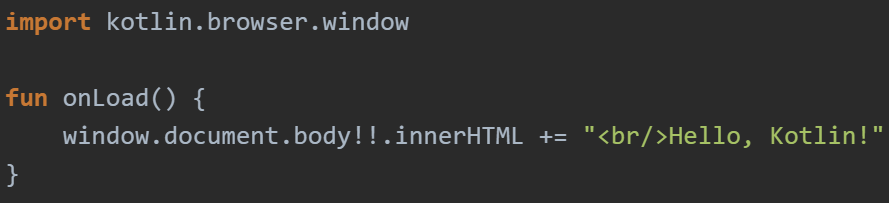 import kotlin.browser.window
fun onLoad() {
    window.document.body!!.innerHTML += "<br/>Hello, Kotlin!"
}